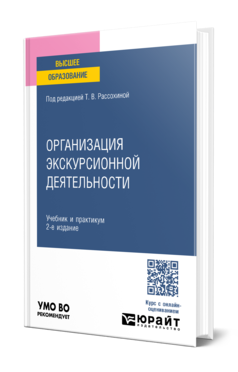 ВЫСШЕЕ
ОБРАЗОВАНИЕ
Под редакцией Т. В. Рассохиной
ОРГАНИЗАЦИЯ
ЭКСКУРСИОННОЙ
ДЕЯТЕЛЬНОСТИ
Учебник и практикум
2-е издание
УМО ВО
РЕКОМЕНДУЕТ
Курс с онлайн-
оцениванием
юрайт
издательство